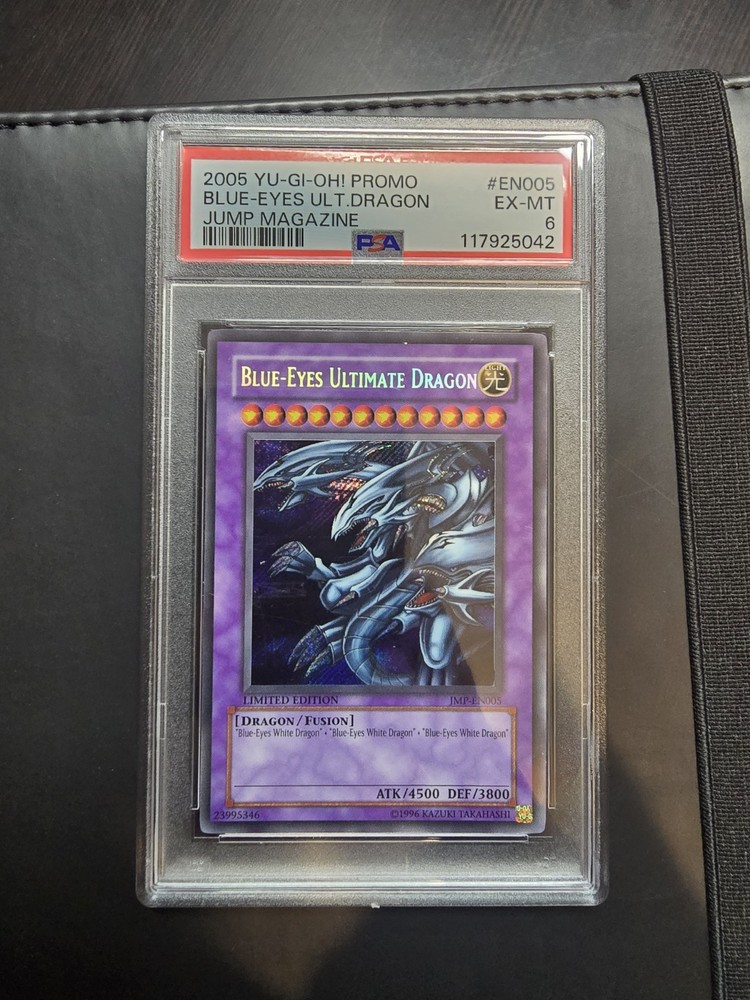 2005 YU-GI-OH! PROMO #EN005
BLUE-EYES ULT.DRAGON EX-MT
JUMP MAGAZINE 6
PSA 117925042
BLUE-EYES ULTIMATE DRAGON
LIGHT
光
LIMITED EDITION JMP-EN005
[DRAGON/FUSION]
"Blue-Eyes White Dragon" + "Blue-Eyes White Dragon" + "Blue-Eyes White Dragon"
ATK/4500 DEF/3800
23995346 ©1996 KAZUKI TAKAHASHI